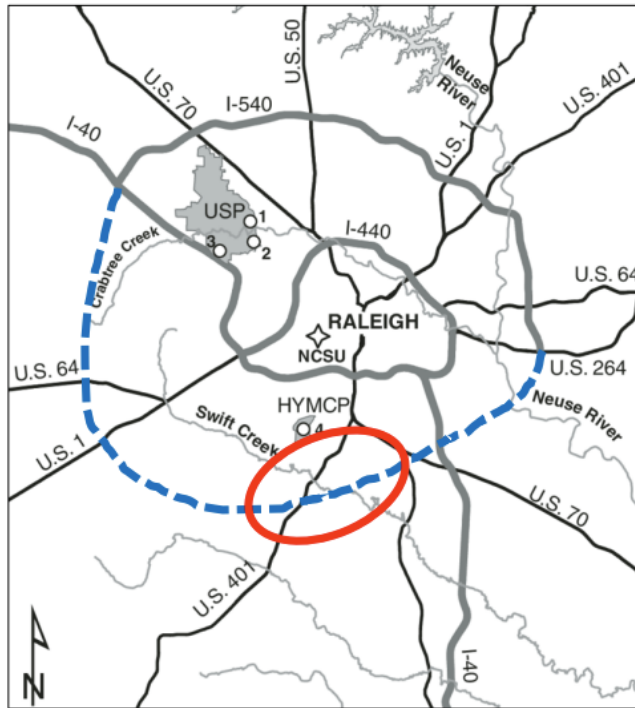 U.S. 50
Neuse
River
U.S. 401
U.S. 70
I-540
I-40
U.S. 1
USP
1
2
3
I-440
Crabtree Creek
U.S. 64
RALEIGH
NCSU
U.S. 264
U.S. 64
HYMCP
4
Neuse River
Swift Creek
U.S. 1
U.S. 70
U.S. 401
I-40
N